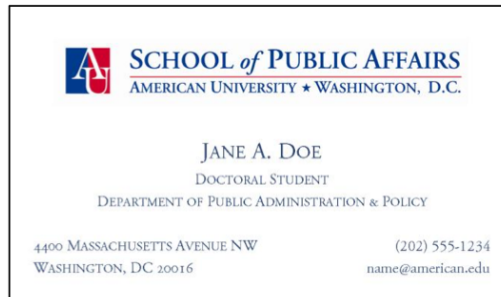 AU
SCHOOL of PUBLIC AFFAIRS
AMERICAN UNIVERSITY ★ WASHINGTON, D.C.
JANE A. DOE
DOCTORAL STUDENT
DEPARTMENT OF PUBLIC ADMINISTRATION & POLICY
4400 MASSACHUSETTS AVENUE NW
WASHINGTON, DC 20016
(202) 555-1234
name@american.edu